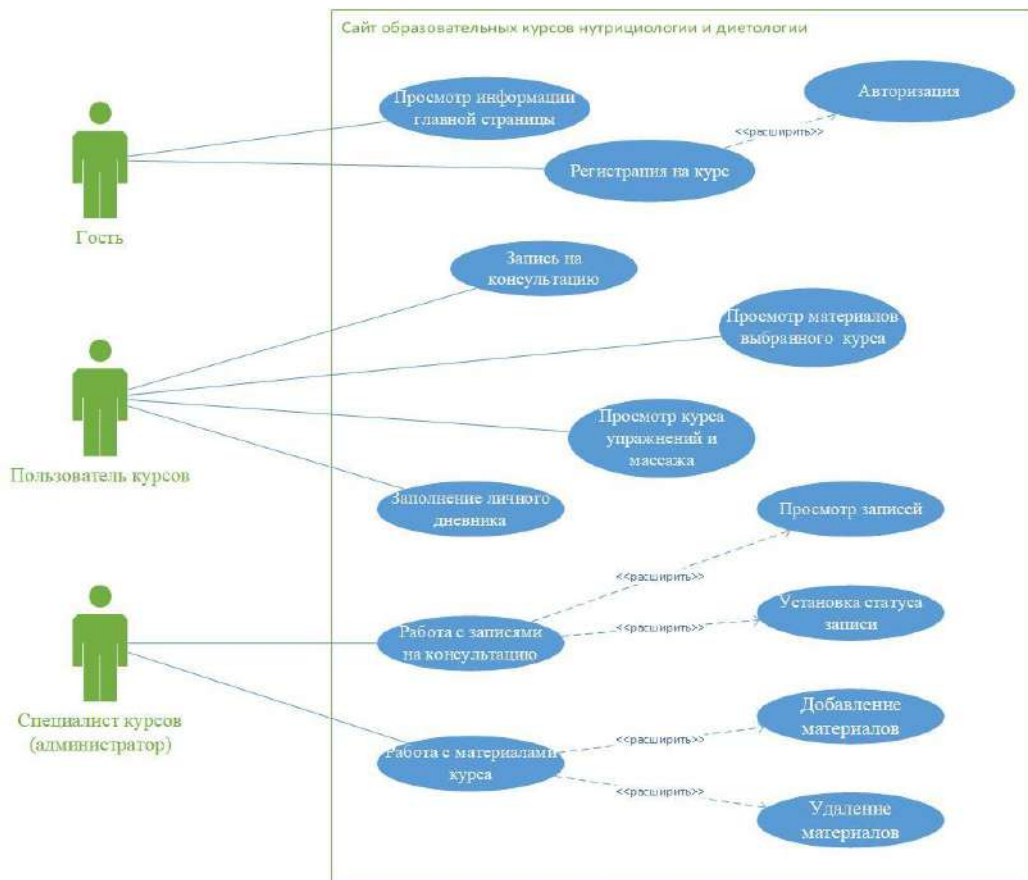 Сайт образовательных курсов нутрициологии и диетологии
Просмотр информации
главной страницы
Авторизация
<<расширить>>
Регистрация на курс
Гость
Запись на
консультацию
Просмотр материалов
выбранного курса
Просмотр курса
упражнений и
массажа
Пользователь курсов
Заполнение личного
дневника
Просмотр записей
<<расширить>>
Установка статуса
записи
<<расширить>>
Работа с записями
на консультацию
Специалист курсов
(администратор)
Добавление
материалов
<<расширить>>
Работа с материалами
курса
<<расширить>>
Удаление
материалов